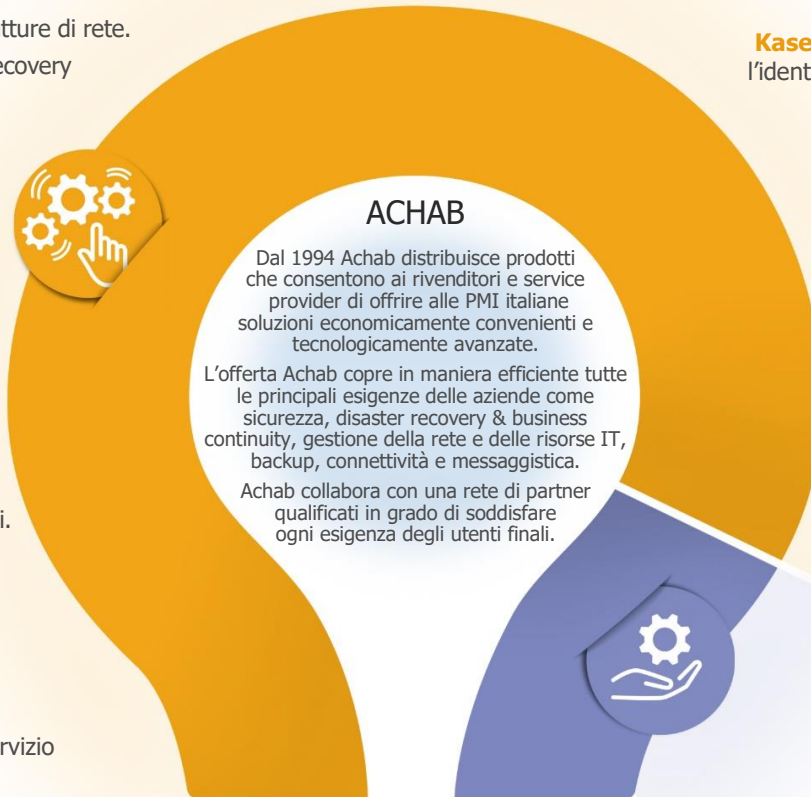 tture di rete.
ecovery
Kase
l'ident
ACHAB
Dal 1994 Achab distribuisce prodotti
che consentono ai rivenditori e service
provider di offrire alle PMI italiane
soluzioni economicamente convenienti e
tecnologicamente avanzate.
L'offerta Achab copre in maniera efficiente tutte
le principali esigenze delle aziende come
sicurezza, disaster recovery & business
continuity, gestione della rete e delle risorse IT,
backup, connettività e messaggistica.
Achab collabora con una rete di partner
qualificati in grado di soddisfare
ogni esigenza degli utenti finali.
i.
rvizio